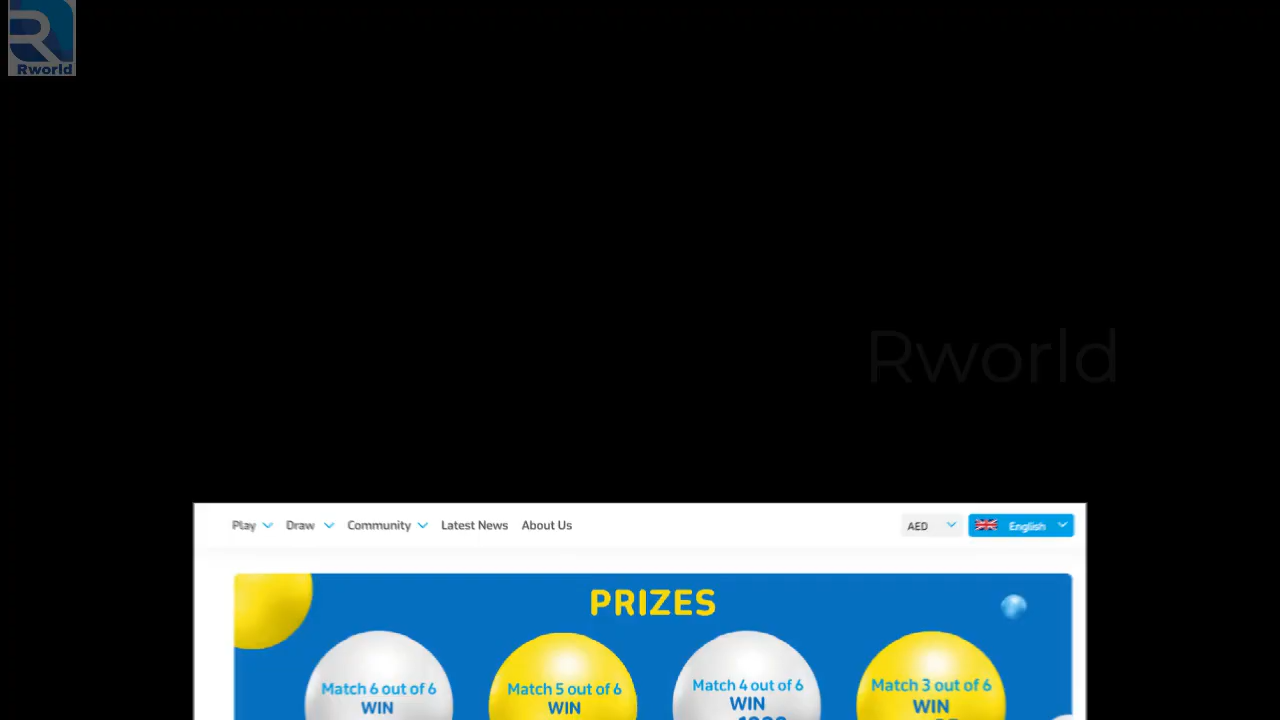 Rworld
Rworld
Play Draw Community Latest News About Us AED English
PRIZES
Match 6 out of 6 Match 5 out of 6 Match 4 out of 6 Match 3 out of 6
WIN WIN WIN WIN